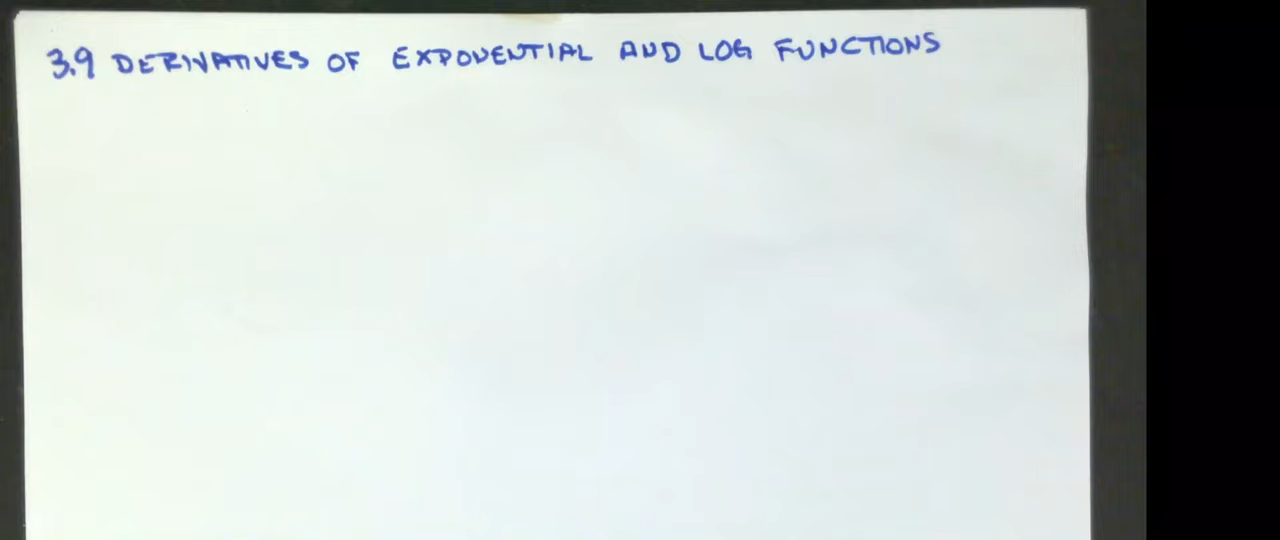 3.9 DERIVATIVES OF EXPONENTIAL AND LOG FUNCTIONS